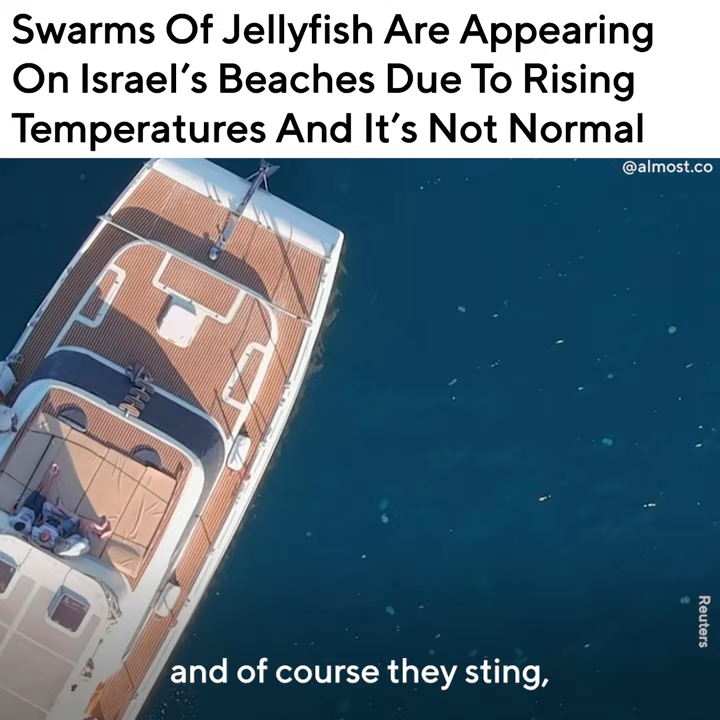 Swarms Of Jellyfish Are Appearing
On Israel's Beaches Due To Rising
Temperatures And It's Not Normal
@almost.co
Reuters
and of course they sting,